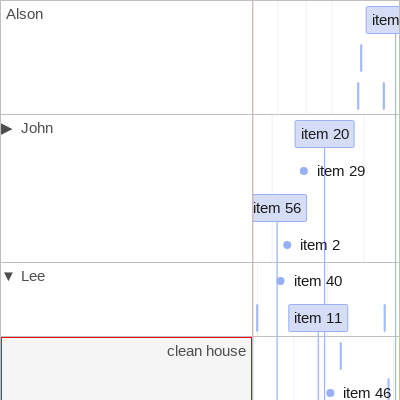 Alson
item
▶ John
item 20
item 29
item 56
item 2
▼ Lee
item 40
item 11
clean house
item 46